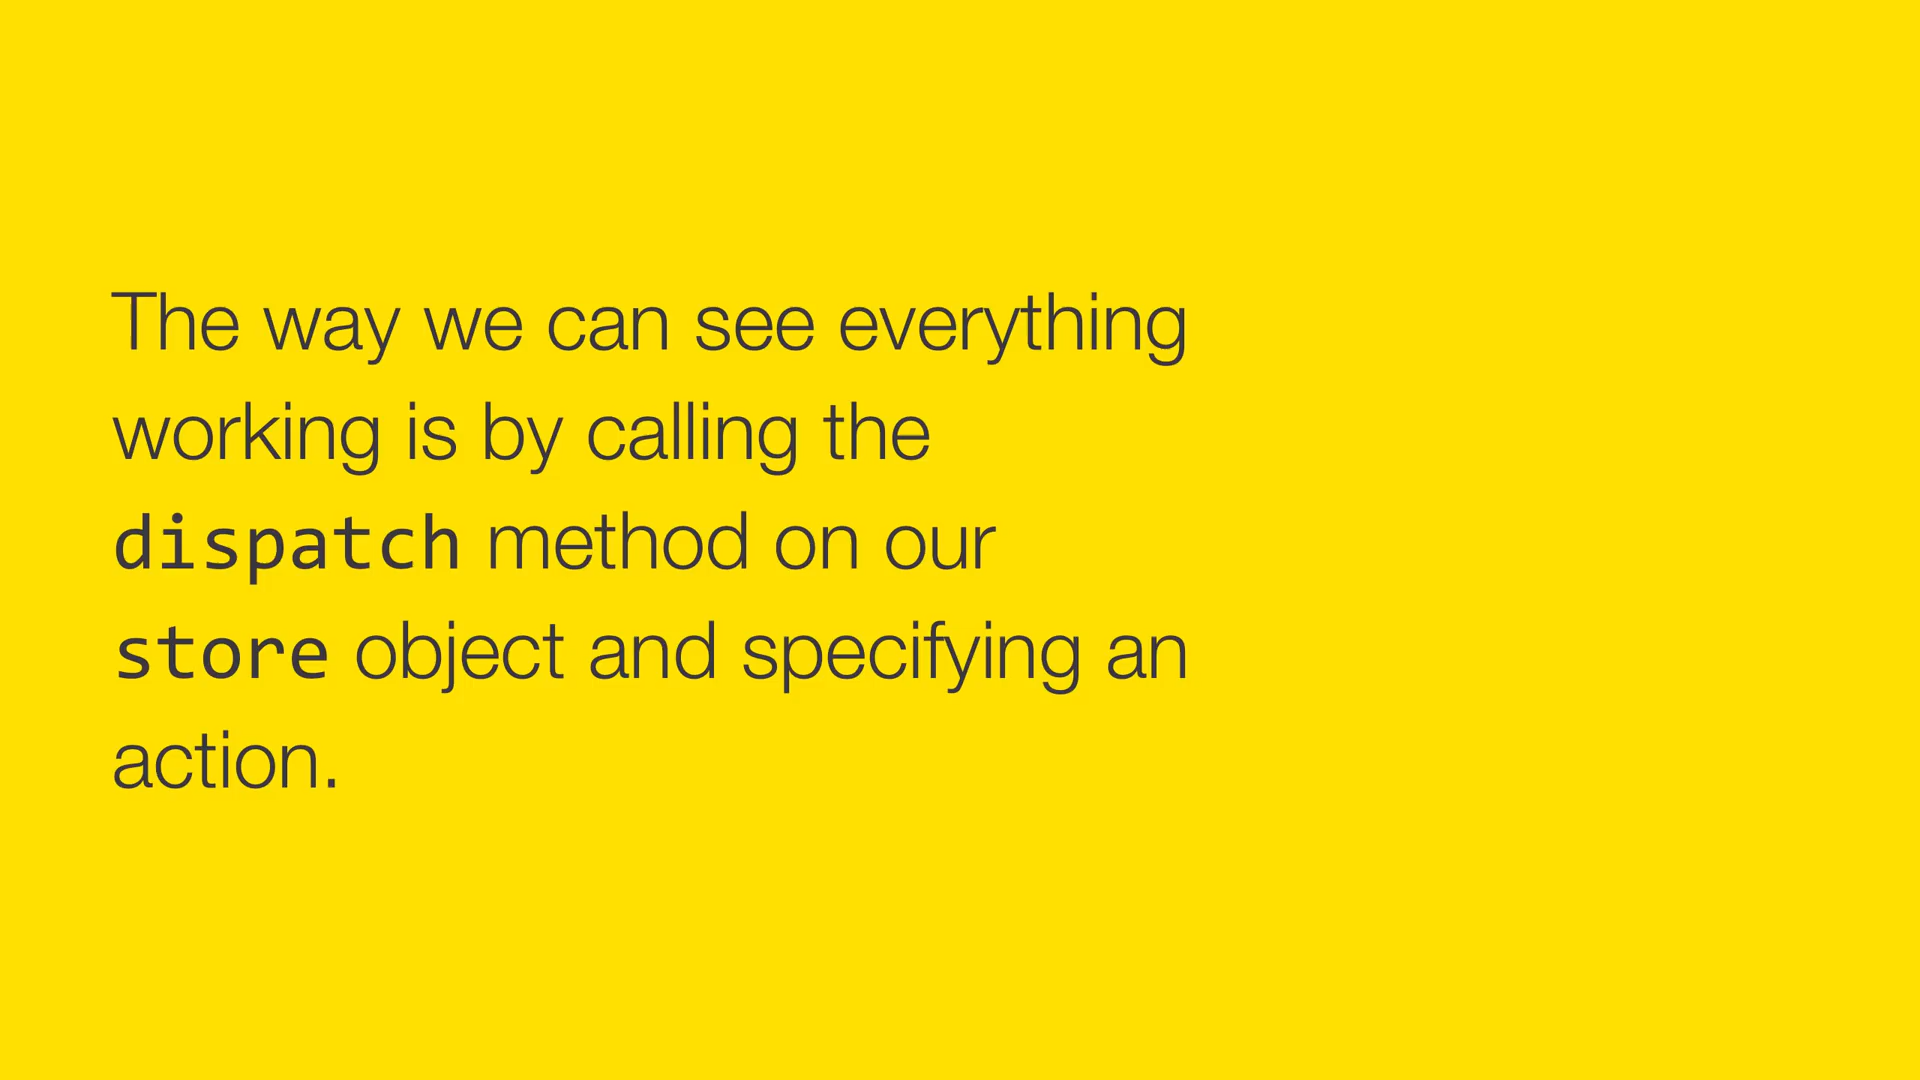 The way we can see everything
working is by calling the
dispatch method on our
store object and specifying an
action.